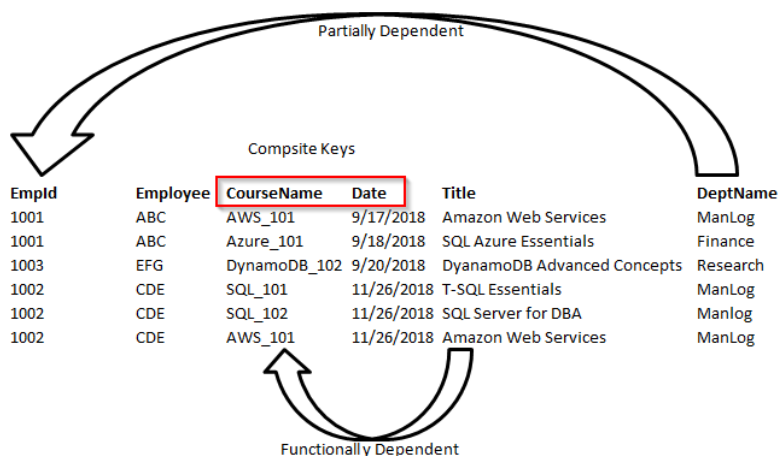 Partially Dependent
Compsite Keys
EmpId Employee CourseName Date Title DeptName
1001 ABC AWS_101 9/17/2018 Amazon Web Services ManLog
1001 ABC Azure_101 9/18/2018 SQL Azure Essentials Finance
1003 EFG DynamoDB_102 9/20/2018 DyanamoDB Advanced Concepts Research
1002 CDE SQL_101 11/26/2018 T-SQL Essentials ManLog
1002 CDE SQL_102 11/26/2018 SQL Server for DBA Manlog
1002 CDE AWS_101 11/26/2018 Amazon Web Services ManLog
Functionally Dependent